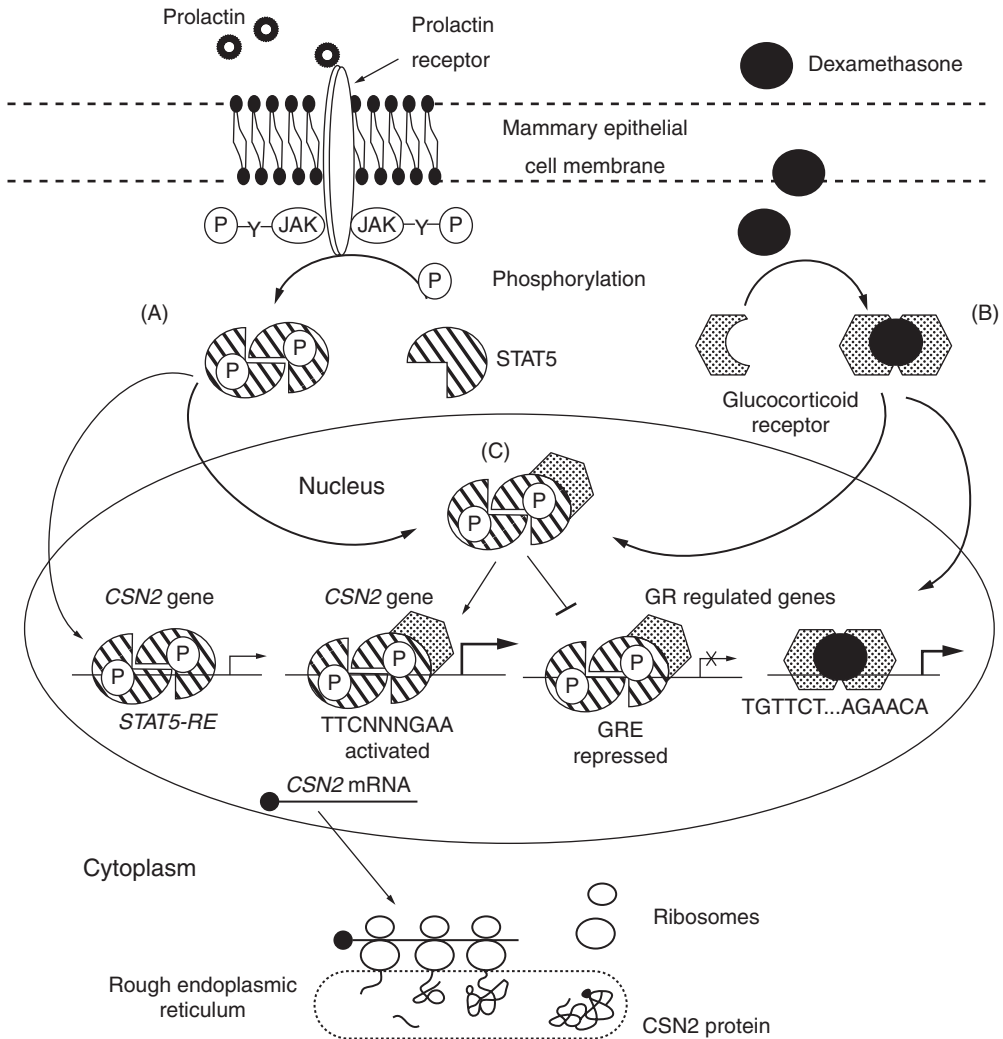 Prolactin
Prolactin
receptor
Dexamethasone
Mammary epithelial
cell membrane
P Y JAK JAK Y P
P
Phosphorylation
(A)
(B)
P P
STAT5
Glucocorticoid
receptor
(C)
Nucleus
P P
CSN2 gene
CSN2 gene
GR regulated genes
P P
P P
P P
STAT5-RE
TTCNNNGAA
activated
GRE
repressed
TGTTCT...AGAACA
CSN2 mRNA
Cytoplasm
Ribosomes
Rough endoplasmic
reticulum
CSN2 protein